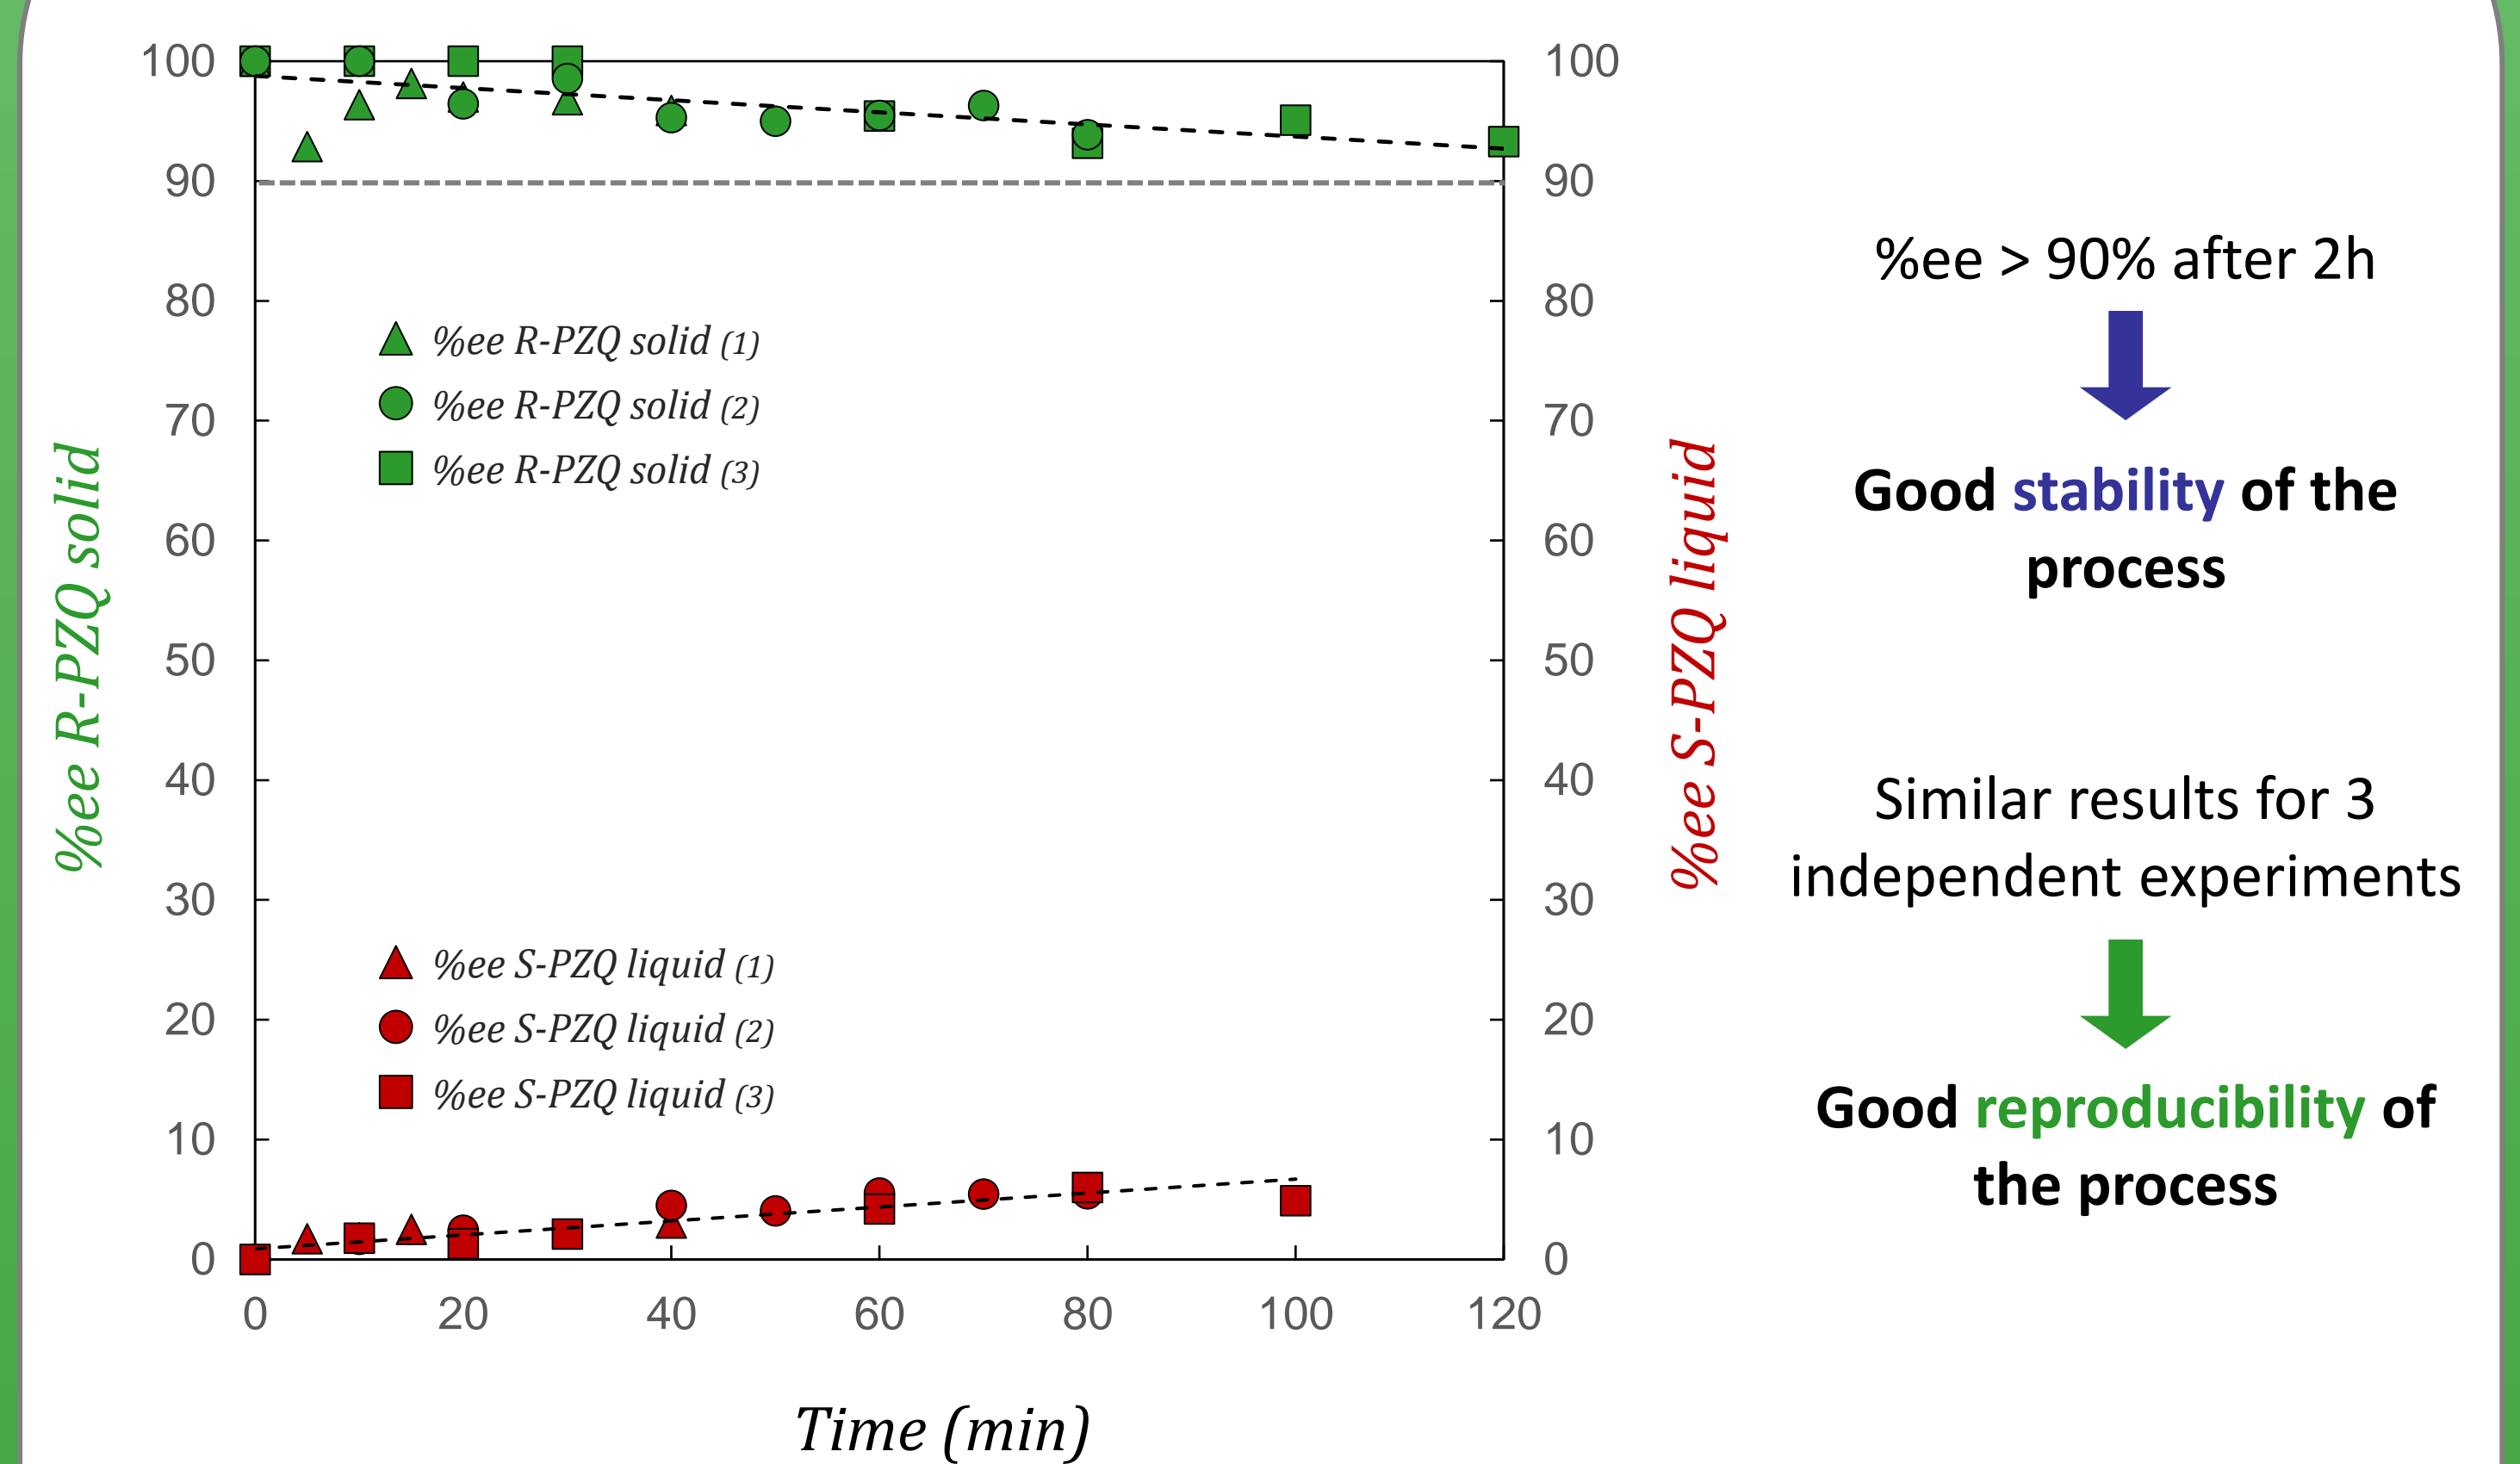 100
90
80
70
60
50
40
30
20
10
0
%ee R-PZQ solid
%ee R-PZQ solid (1)
%ee R-PZQ solid (2)
%ee R-PZQ solid (3)
%ee S-PZQ liquid (1)
%ee S-PZQ liquid (2)
%ee S-PZQ liquid (3)
0 20 40 60 80 100 120
Time (min)
100
90
80
70
60
50
40
30
20
10
0
%ee S-PZQ liquid
%ee > 90% after 2h
Good stability of the
process
Similar results for 3
independent experiments
Good reproducibility of
the process